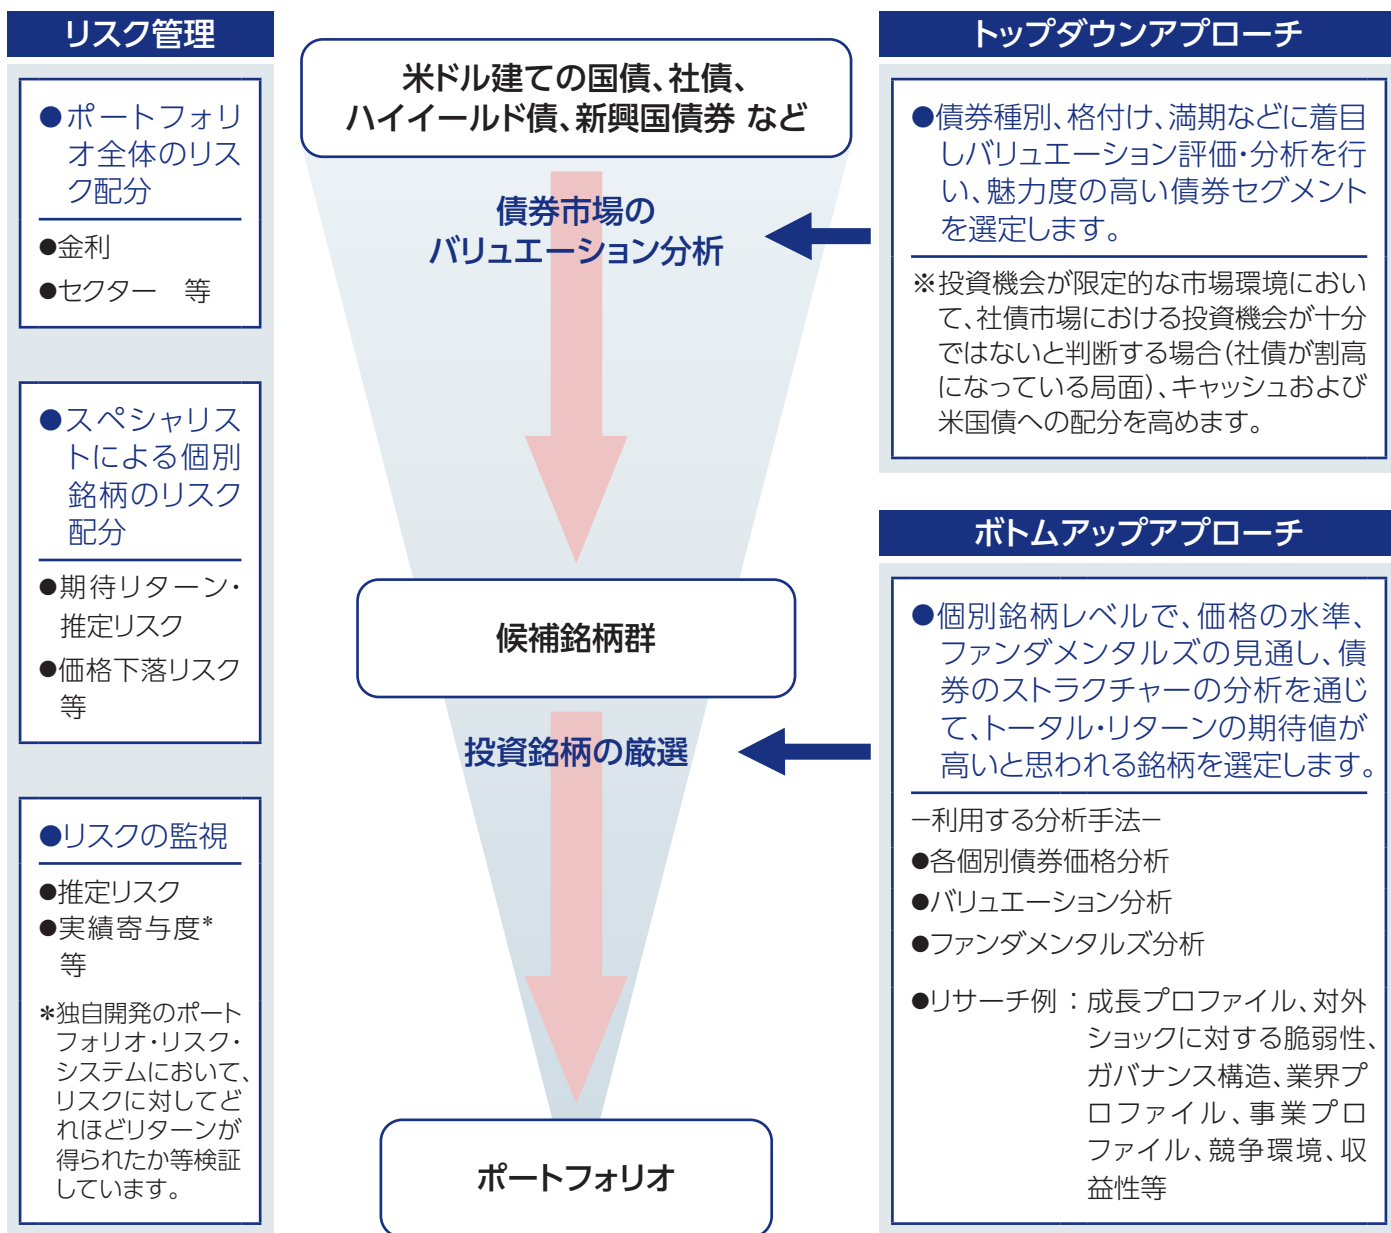 リスク管理
●ポートフォリ
オ全体のリス
ク配分
●金利
●セクター　等
●スペシャリス
トによる個別
銘柄のリスク
配分
●期待リターン・
推定リスク
●価格下落リスク
等
●リスクの監視
●推定リスク
●実績寄与度*
等
*独自開発のポート
フォリオ・リスク・
システムにおいて、
リスクに対してど
れほどリターンが
得られたか等検証
しています。
米ドル建ての国債、社債、
ハイイールド債、新興国債券 など
債券市場の
バリュエーション分析
候補銘柄群
投資銘柄の厳選
ポートフォリオ
トップダウンアプローチ
●債券種別、格付け、満期などに着目
しバリュエーション評価・分析を行
い、魅力度の高い債券セグメント
を選定します。
※投資機会が限定的な市場環境におい
て、社債市場における投資機会が十分
ではないと判断する場合(社債が割高
になっている局面)、キャッシュおよび
米国債への配分を高めます。
ボトムアップアプローチ
●個別銘柄レベルで、価格の水準、
ファンダメンタルズの見通し、債
券のストラクチャーの分析を通じ
て、トータル・リターンの期待値が
高いと思われる銘柄を選定します。
−利用する分析手法−
●各個別債券価格分析
●バリュエーション分析
●ファンダメンタルズ分析
●リサーチ例：成長プロファイル、対外
ショックに対する脆弱性、
ガバナンス構造、業界プ
ロファイル、事業プロ
ファイル、競争環境、収
益性等